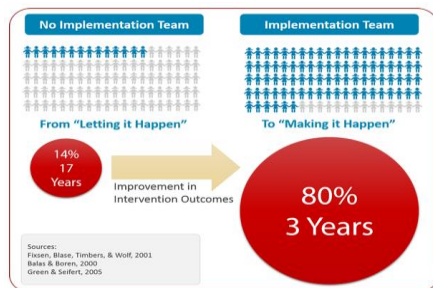 No Implementation Team
Implementation Team
From "Letting it Happen"
To "Making it Happen"
14%
17
Years
Improvement in
Intervention Outcomes
80%
3 Years
Sources:
Fixsen, Blase, Timbers, & Wolf, 2001
Balas & Boren, 2000
Green & Seifert, 2005